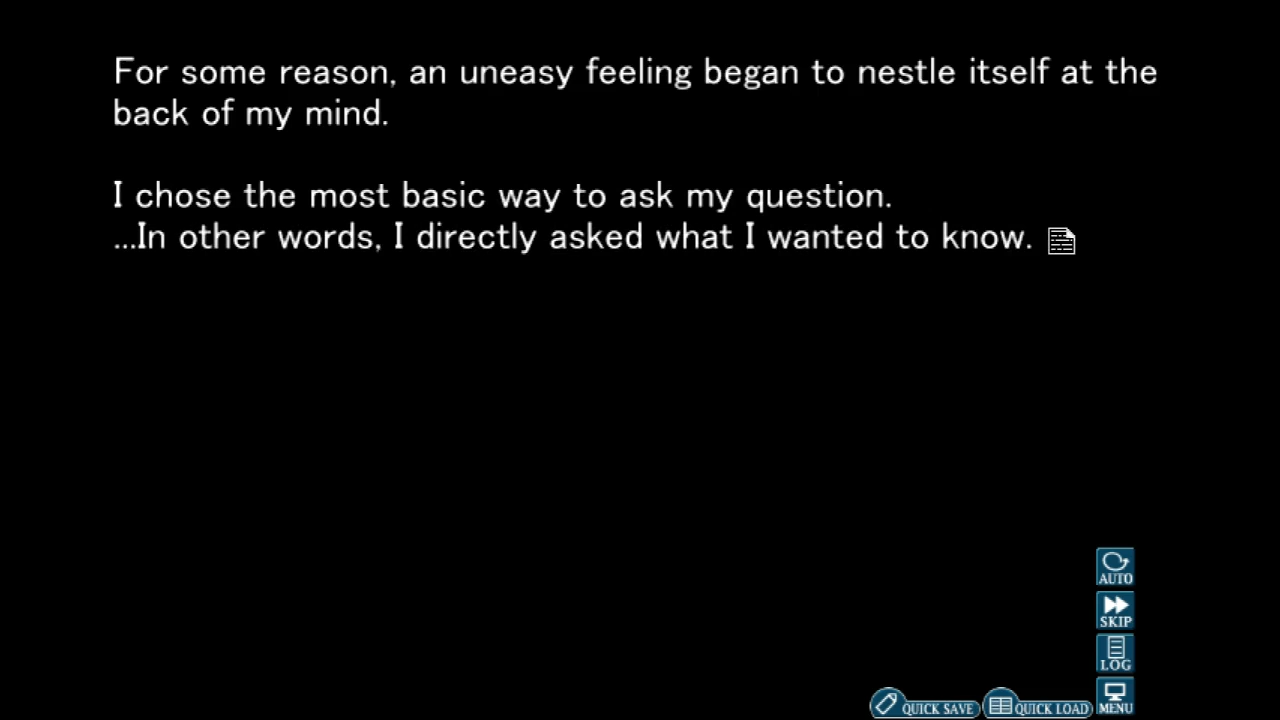 For some reason, an uneasy feeling began to nestle itself at the
back of my mind.
I chose the most basic way to ask my question.
...In other words, I directly asked what I wanted to know.
AUTO
SKIP
LOG
MENU
QUICK SAVE
QUICK LOAD